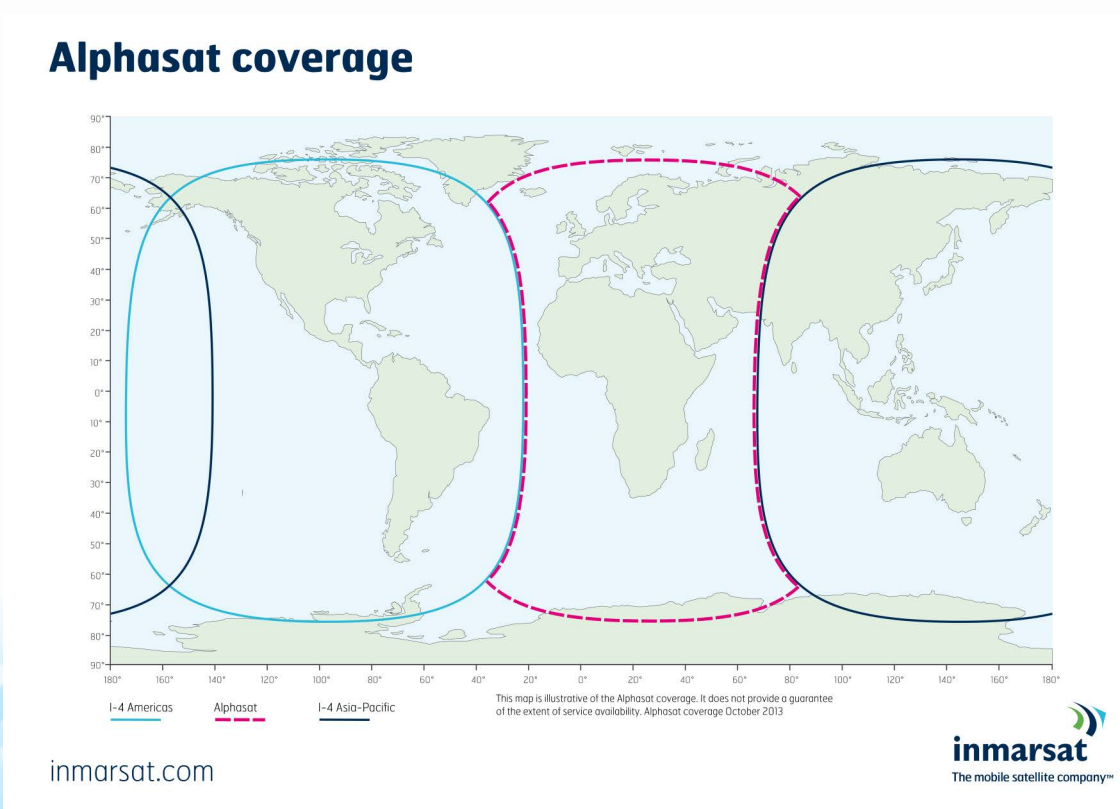 Alphasat coverage
90°
80°
70°
60°
50°
40°
30°
20°
10°
0°
10°
20°
30°
40°
50°
60°
70°
80°
90°
180° 160° 140° 120° 100° 80° 60° 40° 20° 0° 20° 40° 60° 80° 100° 120° 140° 160° 180°
I-4 Americas Alphasat I-4 Asia-Pacific
This map is illustrative of the Alphasat coverage. It does not provide a guarantee
of the extent of service availability. Alphasat coverage October 2013
inmarsat.com
inmarsat
The mobile satellite company™